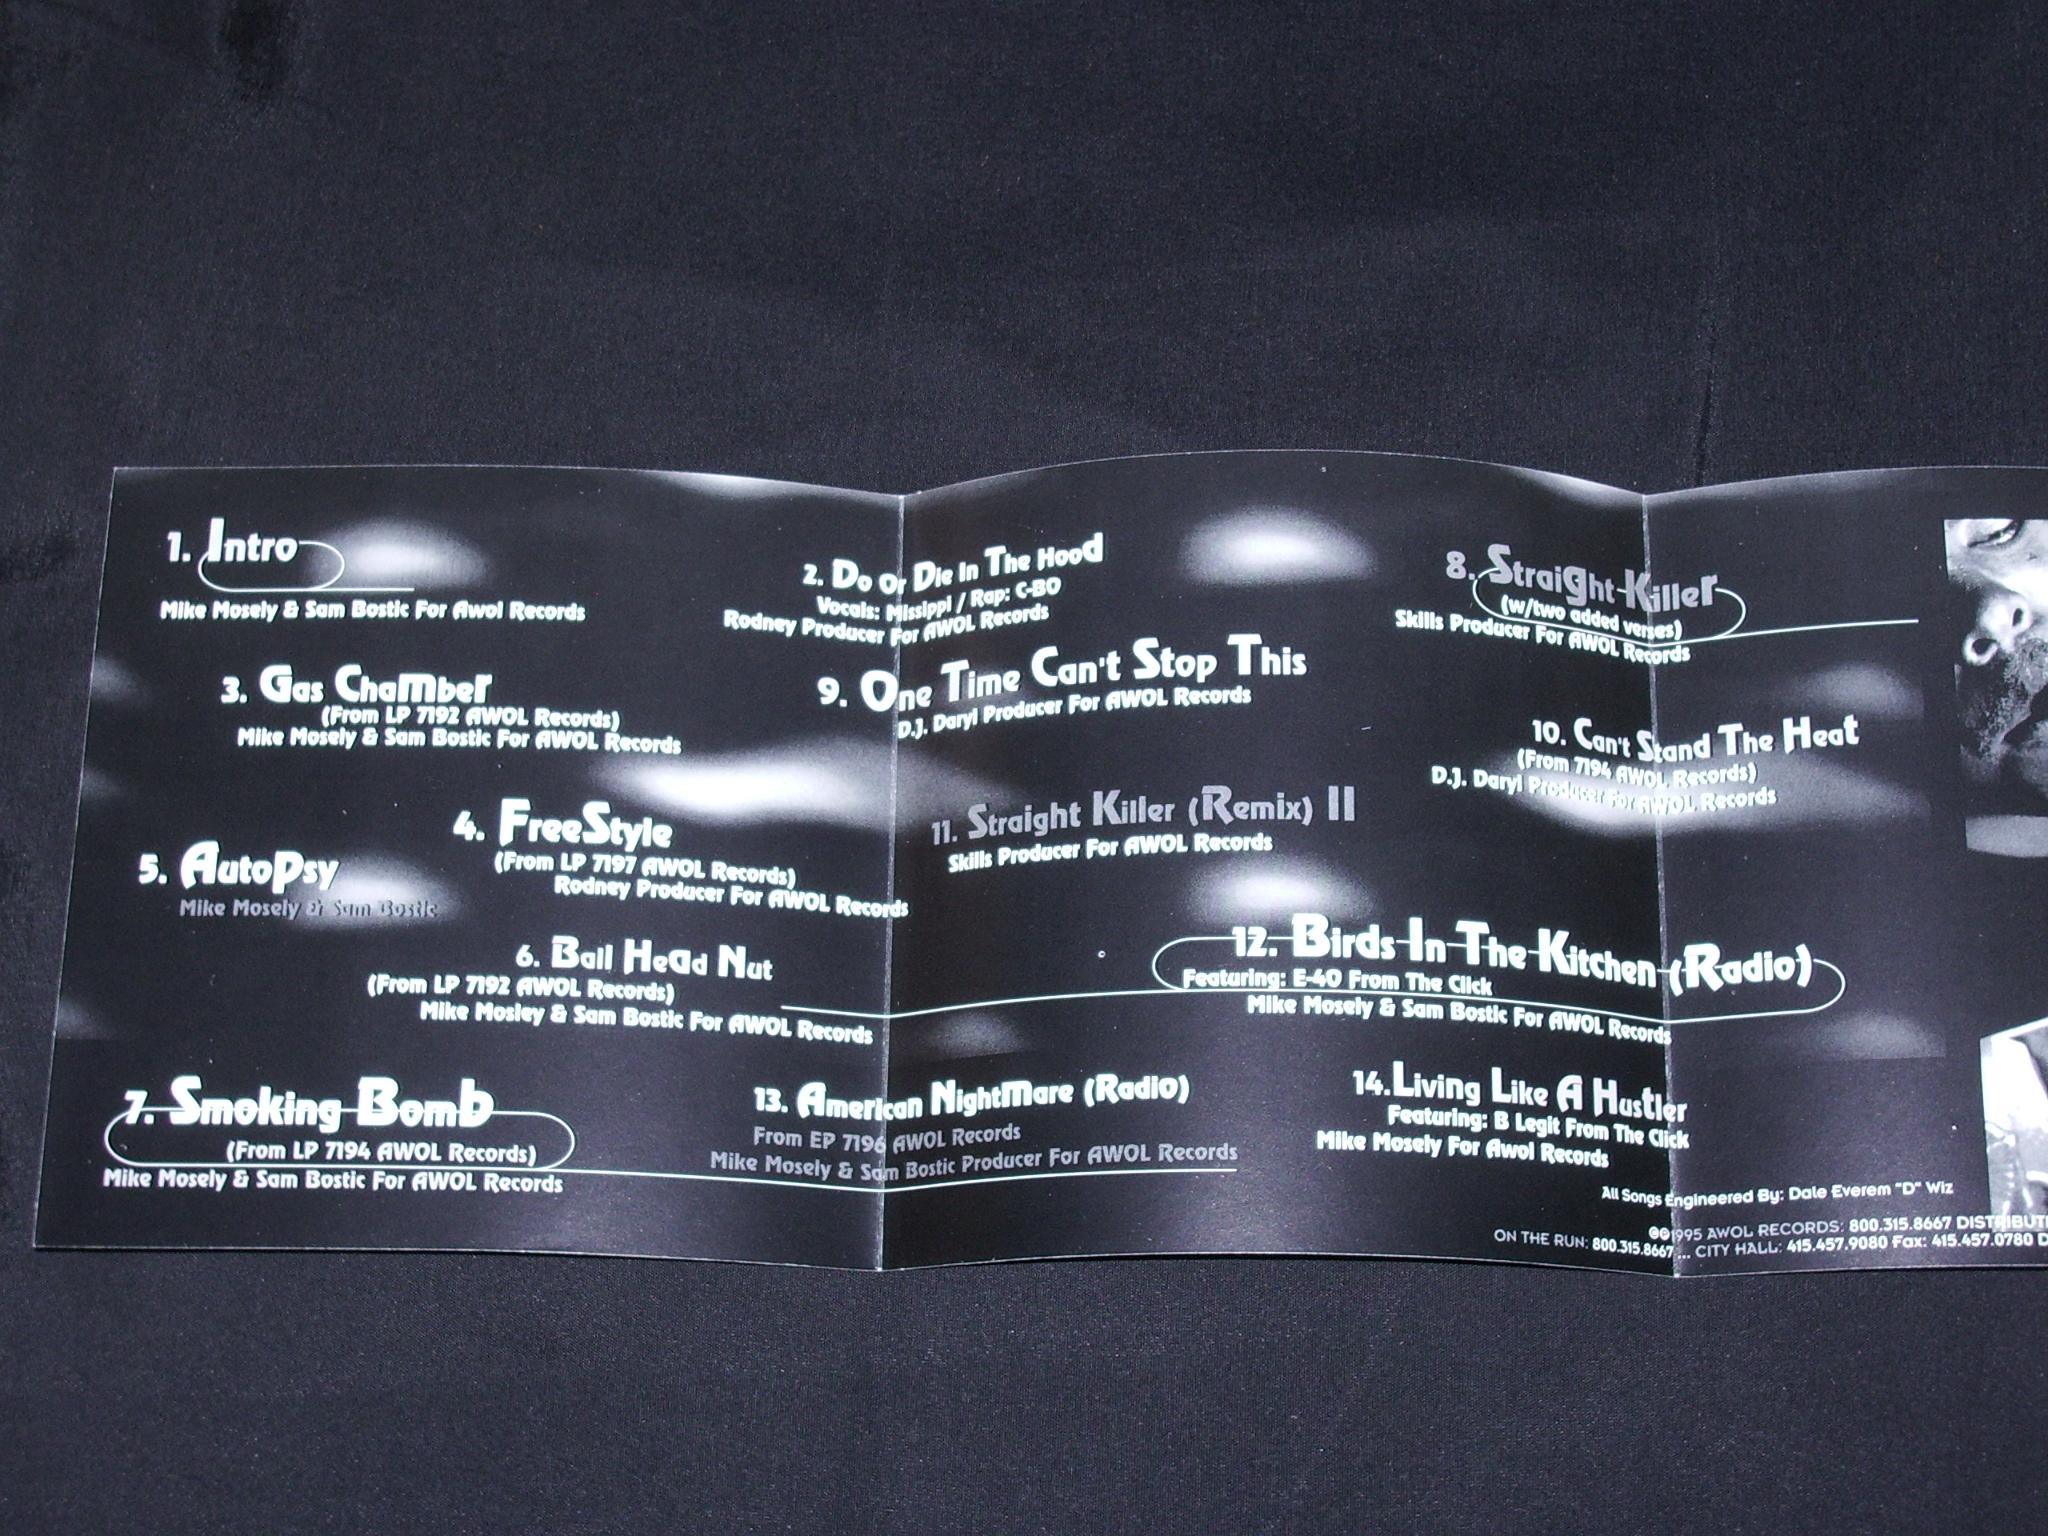 1. Intro
Mike Mosely & Sam Bostic For Awol Records
2. Do Or Die In The Hood
Vocals: Missippi / Rap: C-BO
Rodney Producer For AWOL Records
3. Gas Chamber
(From LP 7192 AWOL Records)
Mike Mosely & Sam Bostic For AWOL Records
4. FreeStyle
(From LP 7197 AWOL Records)
Rodney Producer For AWOL Records
5. Autopsy
Mike Mosely & Sam Bostic
6. Ball Head Nut
(From LP 7192 AWOL Records)
Mike Mosley & Sam Bostic For AWOL Records
7. Smoking Bomb
(From LP 7194 AWOL Records)
Mike Mosely & Sam Bostic For AWOL Records
8. Straight Killer
(w/two added verses)
Skills Producer For AWOL Records
9. One Time Can't Stop This
D.J. Daryl Producer For AWOL Records
10. Can't Stand The Heat
(From 7194 AWOL Records)
D.J. Daryl Producer For AWOL Records
11. Straight Killer (Remix) II
Skills Producer For AWOL Records
12. Birds In The Kitchen (Radio)
Featuring: E-40 From The Click
Mike Mosely & Sam Bostic For AWOL Records
13. American NightMare (Radio)
From EP 7196 AWOL Records
Mike Mosely & Sam Bostic Producer For AWOL Records
14. Living Like A Hustler
Featuring: B Legit From The Click
Mike Mosely For Awol Records
All Songs Engineered By: Dale Everem "D" Wiz
©℗1995 AWOL RECORDS: 800.315.8667 DISTRIBUT
ON THE RUN: 800.315.8667 ... CITY HALL: 415.457.9080 Fax: 415.457.0780 D